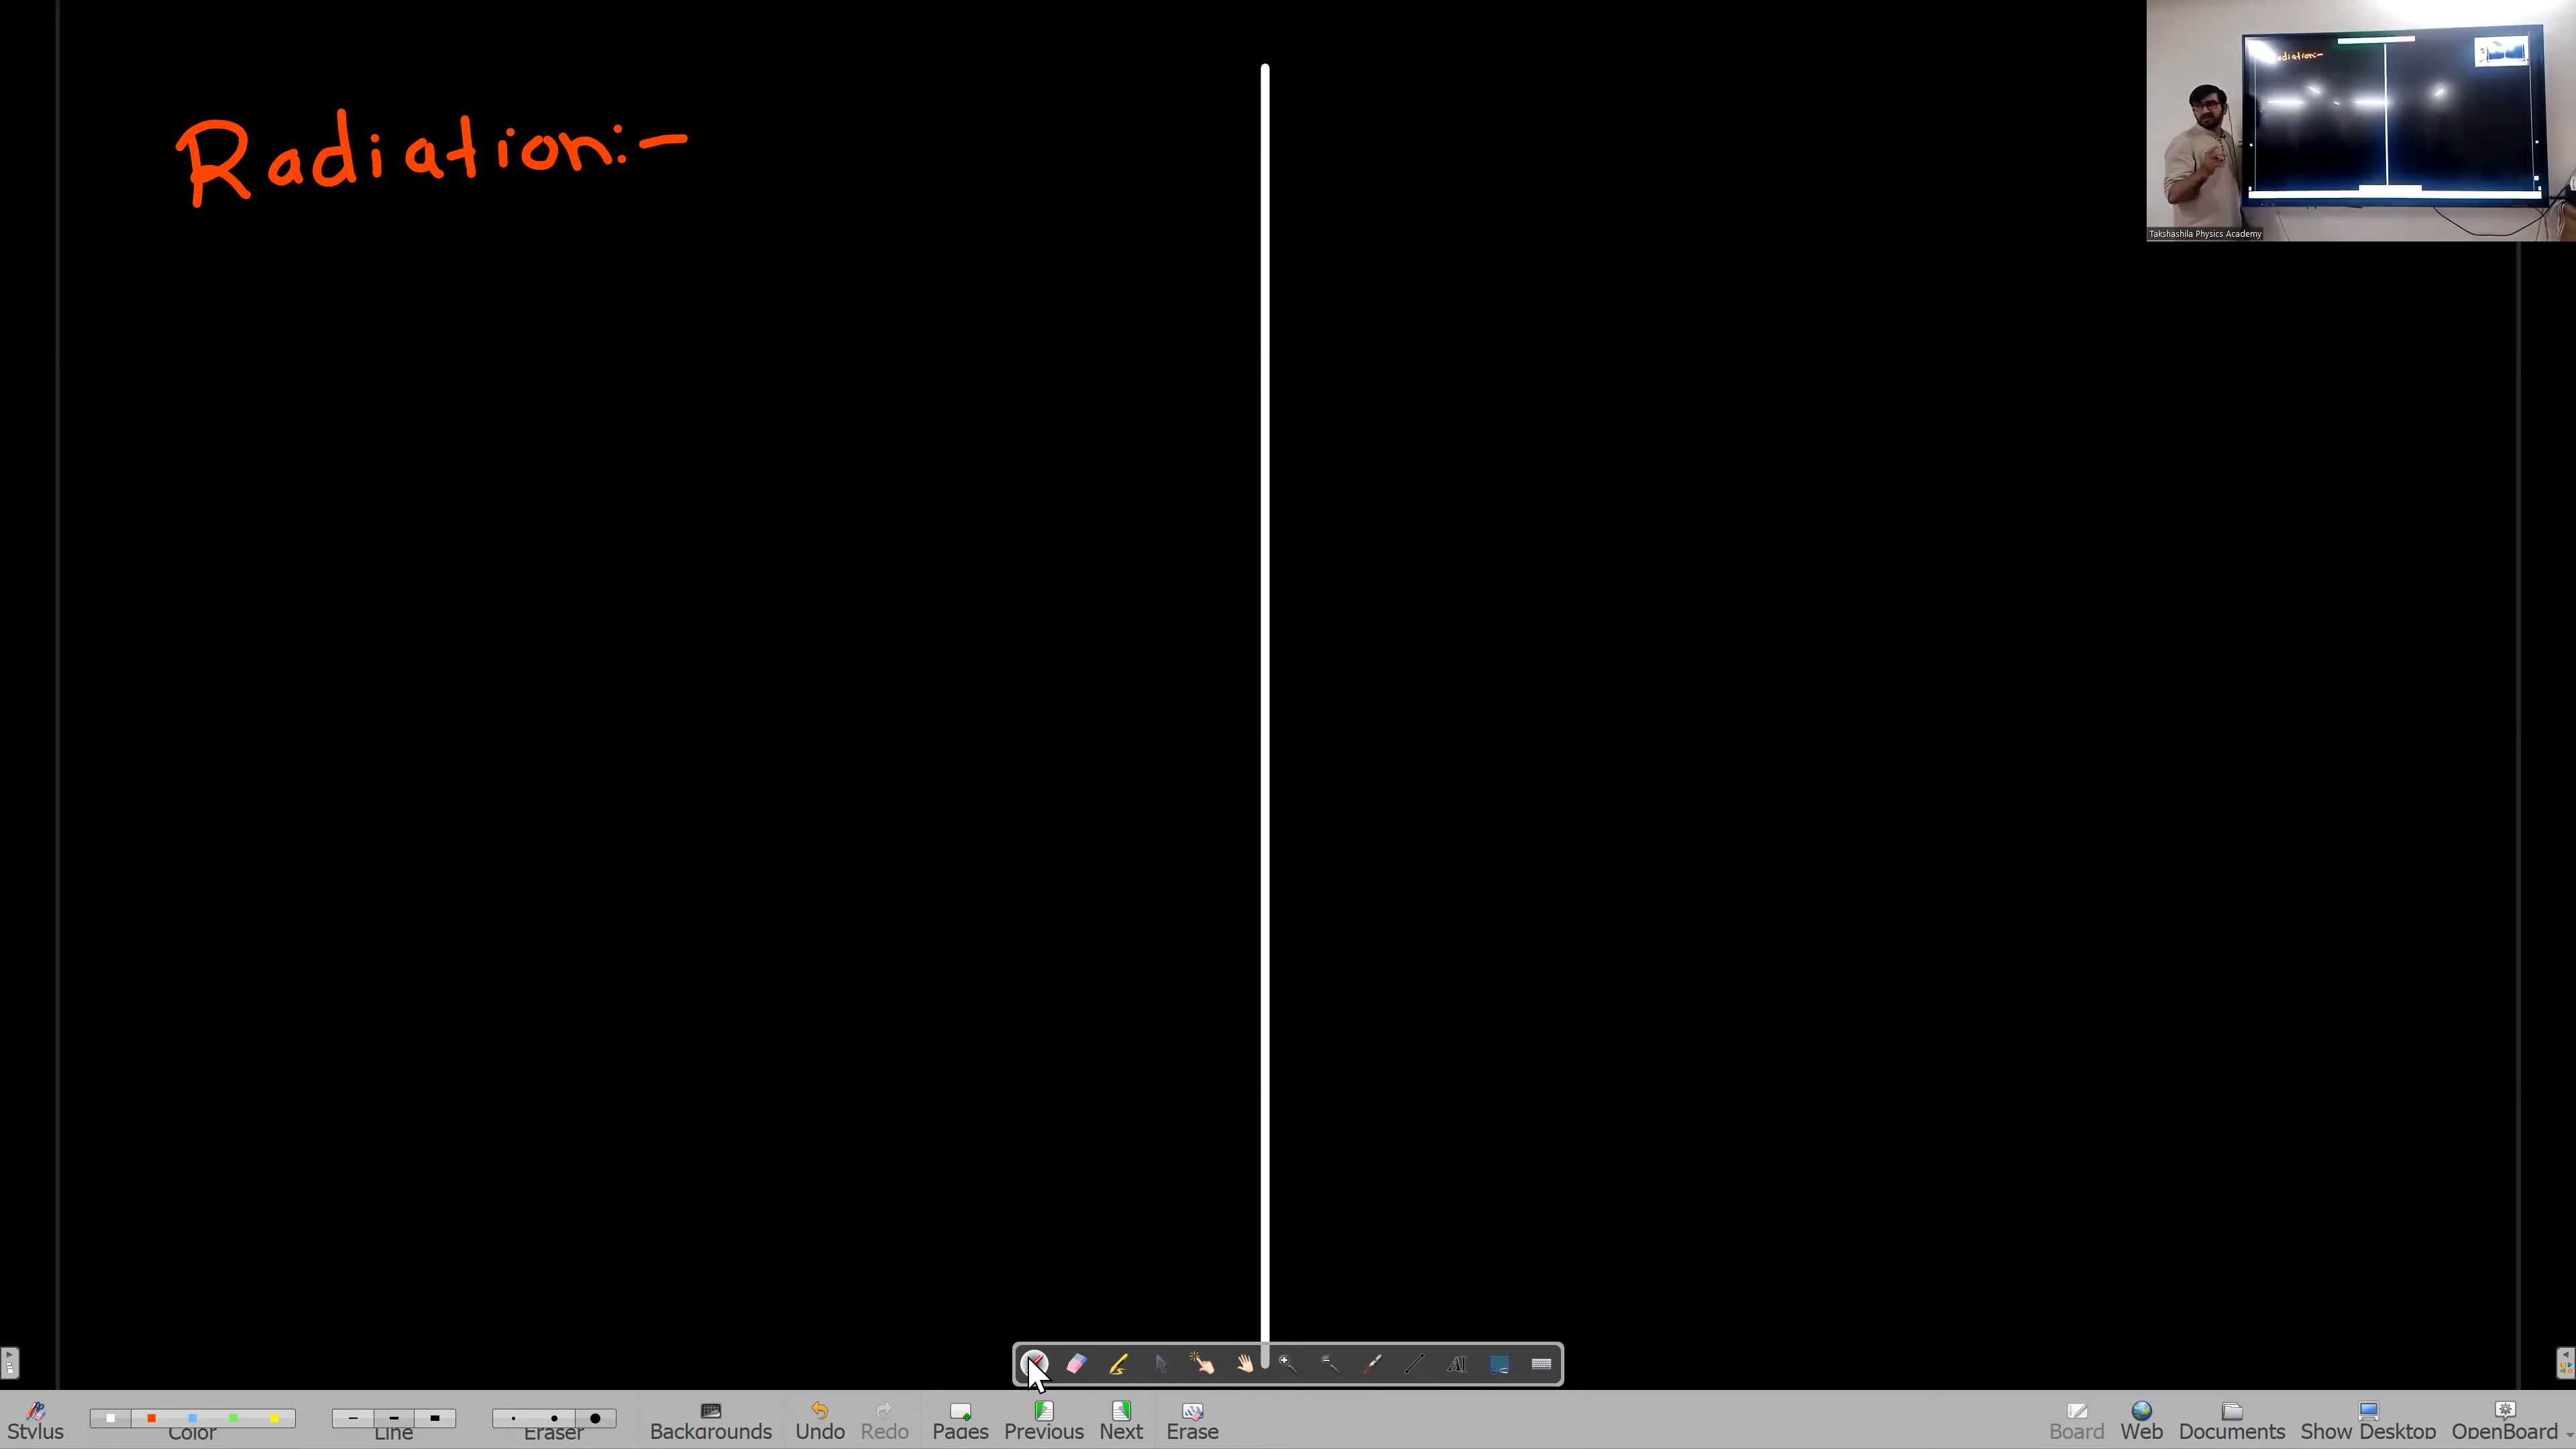 Radiation:-
Takshashila Physics Academy
Stylus
Color
Line
Eraser
Backgrounds
Undo
Redo
Pages
Previous
Next
Erase
Board
Web
Documents
Show Desktop
OpenBoard